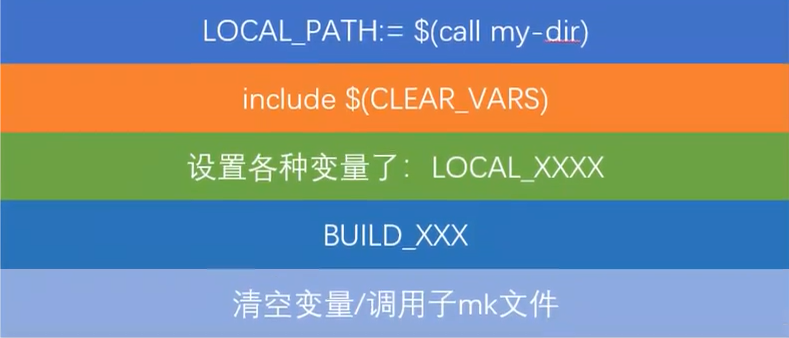 LOCAL_PATH:= $(call my-dir)
include $(CLEAR_VARS)
设置各种变量了：LOCAL_XXXX
BUILD_XXX
清空变量/调用子mk文件